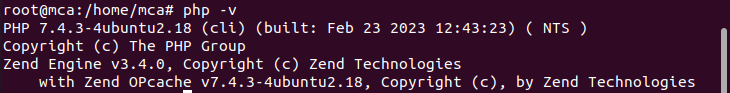 root@mca:/home/mca# php -v
PHP 7.4.3-4ubuntu2.18 (cli) (built: Feb 23 2023 12:43:23) ( NTS )
Copyright (c) The PHP Group
Zend Engine v3.4.0, Copyright (c) Zend Technologies
    with Zend OPcache v7.4.3-4ubuntu2.18, Copyright (c), by Zend Technologies